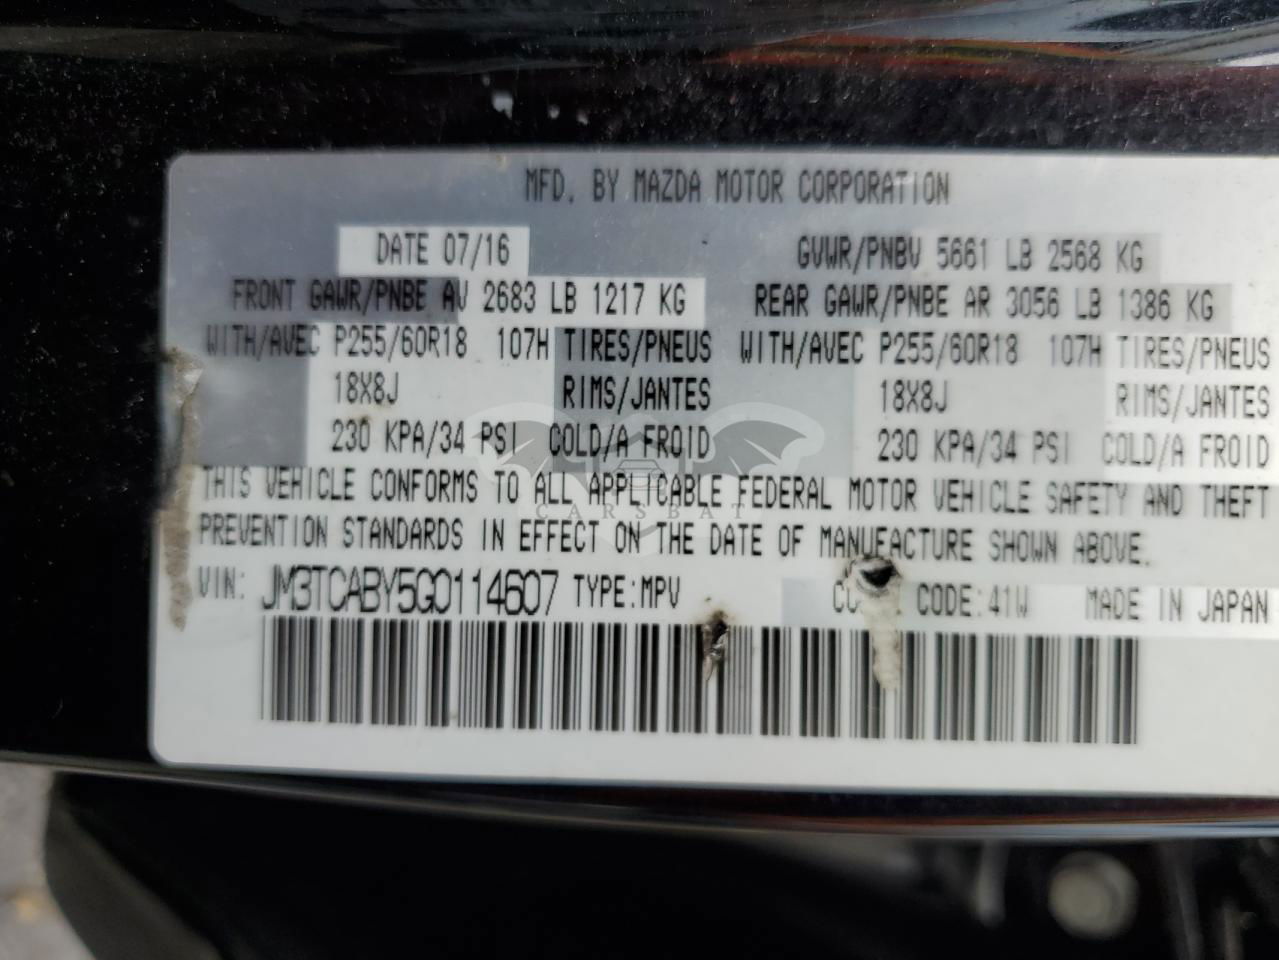 MFD. BY MAZDA MOTOR CORPORATION
DATE 07/16 GVWR/PNBV 5661 LB 2568 KG
FRONT GAWR/PNBE AV 2683 LB 1217 KG REAR GAWR/PNBE AR 3056 LB 1386 KG
WITH/AVEC P255/60R18 107H TIRES/PNEUS WITH/AVEC P255/60R18 107H TIRES/PNEUS
18X8J RIMS/JANTES 18X8J RIMS/JANTES
230 KPA/34 PSI COLD/A FROID 230 KPA/34 PSI COLD/A FROID
THIS VEHICLE CONFORMS TO ALL APPLICABLE FEDERAL MOTOR VEHICLE SAFETY AND THEFT
CARSBAT
PREVENTION STANDARDS IN EFFECT ON THE DATE OF MANUFACTURE SHOWN ABOVE.
VIN: JM3TCABY5G0114607 TYPE:MPV CODE:41W MADE IN JAPAN